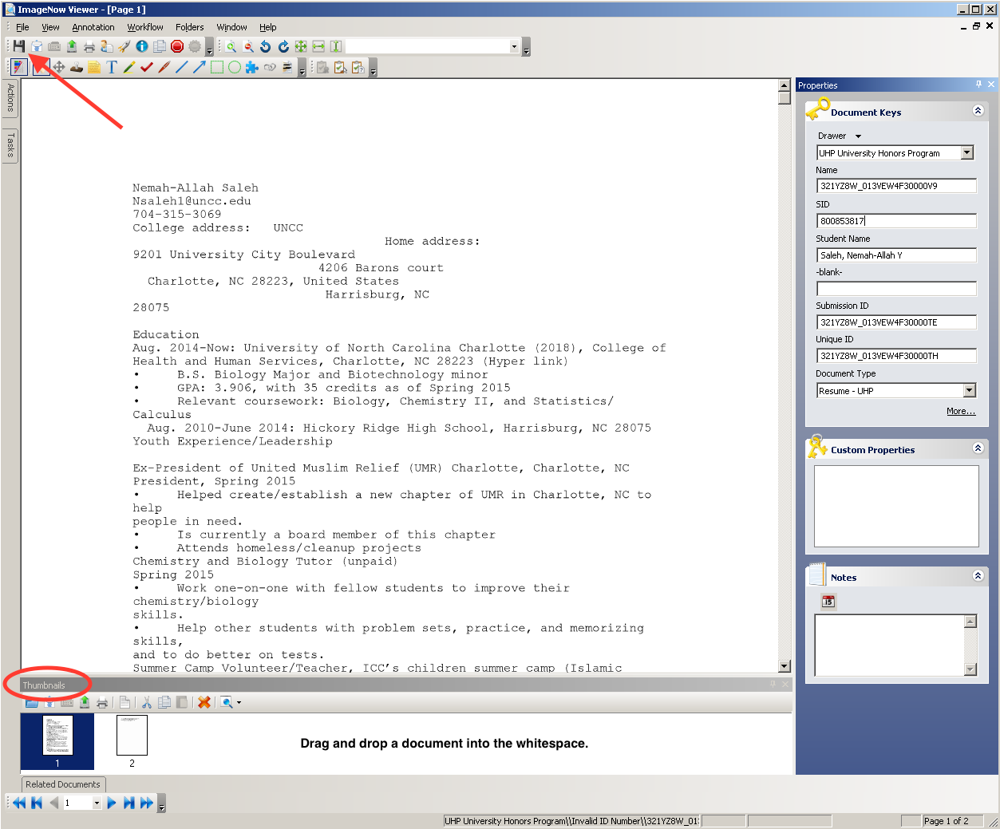 ImageNow Viewer - [Page 1]
File View Annotation Workflow Folders Window Help
Actions
Tasks
Nemah-Allah Saleh
Nsaleh1@uncc.edu
704-315-3069
College address: UNCC
Home address:
9201 University City Boulevard
4206 Barons court
Charlotte, NC 28223, United States
Harrisburg, NC
28075
Education
Aug. 2014-Now: University of North Carolina Charlotte (2018), College of
Health and Human Services, Charlotte, NC 28223 (Hyper link)
• B.S. Biology Major and Biotechnology minor
• GPA: 3.906, with 35 credits as of Spring 2015
• Relevant coursework: Biology, Chemistry II, and Statistics/
Calculus
Aug. 2010-June 2014: Hickory Ridge High School, Harrisburg, NC 28075
Youth Experience/Leadership
Ex-President of United Muslim Relief (UMR) Charlotte, Charlotte, NC
President, Spring 2015
• Helped create/establish a new chapter of UMR in Charlotte, NC to
help
people in need.
• Is currently a board member of this chapter
• Attends homeless/cleanup projects
Chemistry and Biology Tutor (unpaid)
Spring 2015
• Work one-on-one with fellow students to improve their
chemistry/biology
skills.
• Help other students with problem sets, practice, and memorizing
skills,
and to do better on tests.
Summer Camp Volunteer/Teacher, ICC's children summer camp (Islamic
Properties
Document Keys
Drawer
UHP University Honors Program
Name
321YZ8W_013VEW4F30000V9
SID
800853817
Student Name
Saleh, Nemah-Allah Y
-blank-
Submission ID
321YZ8W_013VEW4F30000TE
Unique ID
321YZ8W_013VEW4F30000TH
Document Type
Resume - UHP
More...
Custom Properties
Notes
15
Thumbnails
1
2
Drag and drop a document into the whitespace.
Related Documents
1
UHP University Honors Program\\Invalid ID Number\\321YZ8W_01
Page 1 of 2